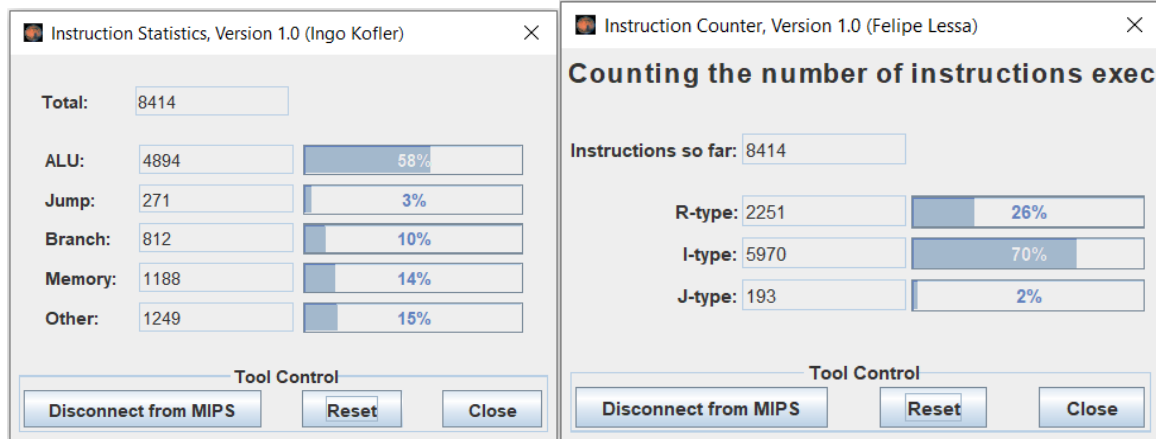 Instruction Statistics, Version 1.0 (Ingo Kofler)
Total: 8414
ALU: 4894 58%
Jump: 271 3%
Branch: 812 10%
Memory: 1188 14%
Other: 1249 15%
Tool Control
Disconnect from MIPS Reset Close
Instruction Counter, Version 1.0 (Felipe Lessa)
Counting the number of instructions exec
Instructions so far: 8414
R-type: 2251 26%
I-type: 5970 70%
J-type: 193 2%
Tool Control
Disconnect from MIPS Reset Close